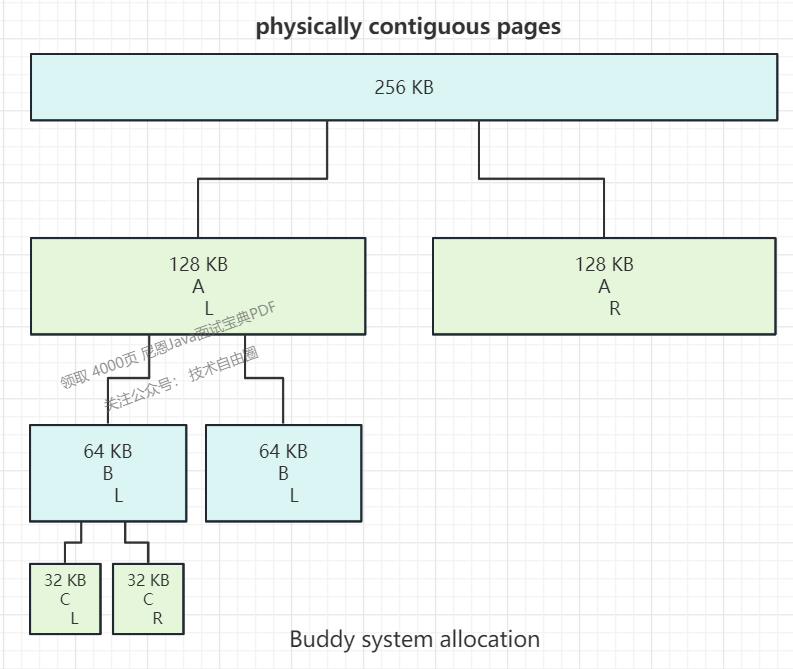 physically contiguous pages
256 KB
128 KB
A
L
128 KB
A
R
领取 4000页 尼恩Java面试宝典PDF
关注公众号： 技术自由圈
64 KB
B
L
64 KB
B
L
32 KB
C
L
32 KB
C
R
Buddy system allocation